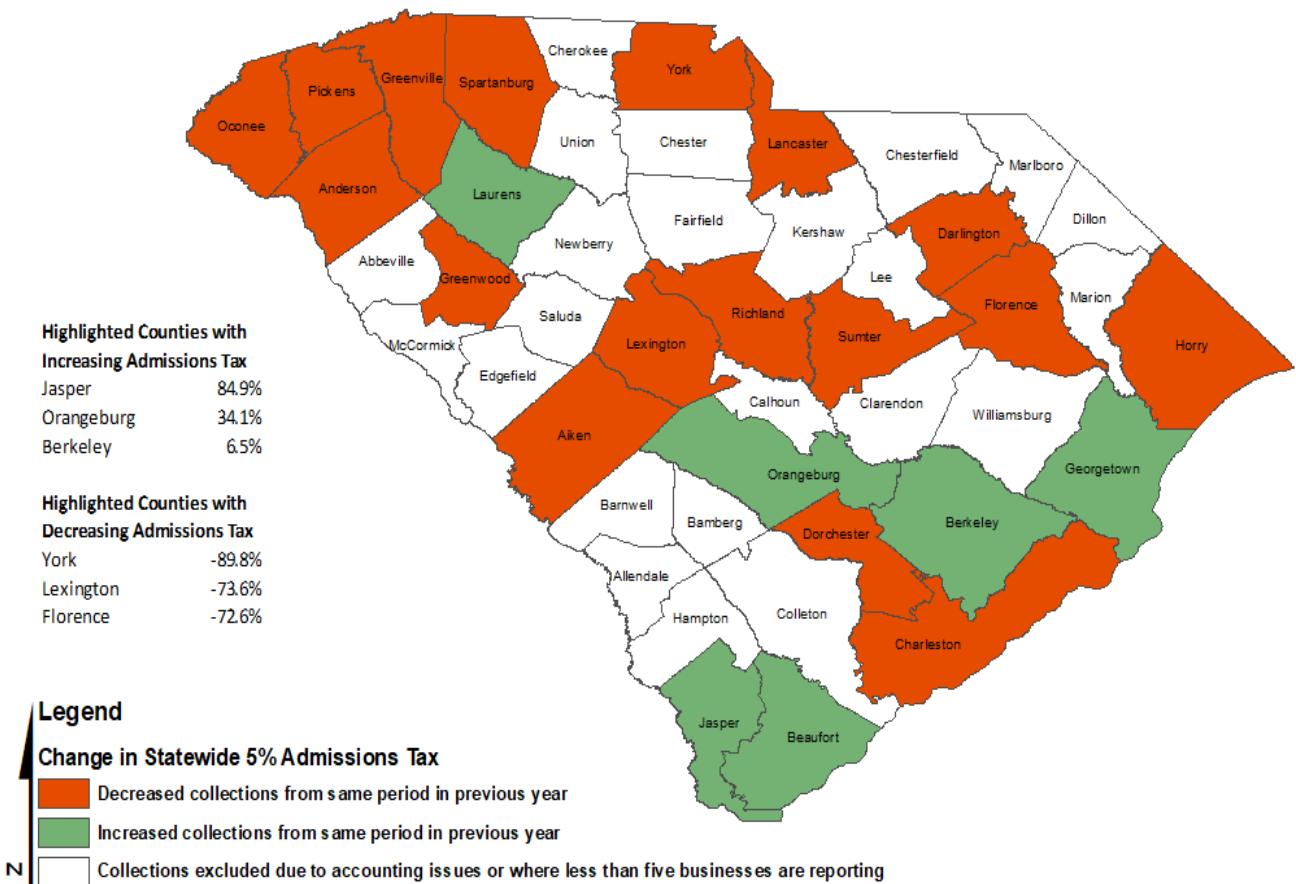 Cherokee
York
Greenville
Spartanburg
Pickens
Oconee
Union
Chester
Lancaster
Chesterfield
Marlboro
Anderson
Laurens
Fairfield
Dillon
Kershaw
Darlington
Newberry
Abbeville
Lee
Greenwood
Marion
Florence
Saluda
Richland
Sumter
Horry
McCormick
Lexington
Edgefield
Calhoun
Clarendon
Williamsburg
Aiken
Georgetown
Orangeburg
Barnwell
Bamberg
Berkeley
Dorchester
Allendale
Hampton
Colleton
Charleston
Jasper
Beaufort
Highlighted Counties with
Increasing Admissions Tax
Jasper 84.9%
Orangeburg 34.1%
Berkeley 6.5%
Highlighted Counties with
Decreasing Admissions Tax
York -89.8%
Lexington -73.6%
Florence -72.6%
Legend
Change in Statewide 5% Admissions Tax
Decreased collections from same period in previous year
Increased collections from same period in previous year
Collections excluded due to accounting issues or where less than five businesses are reporting
N